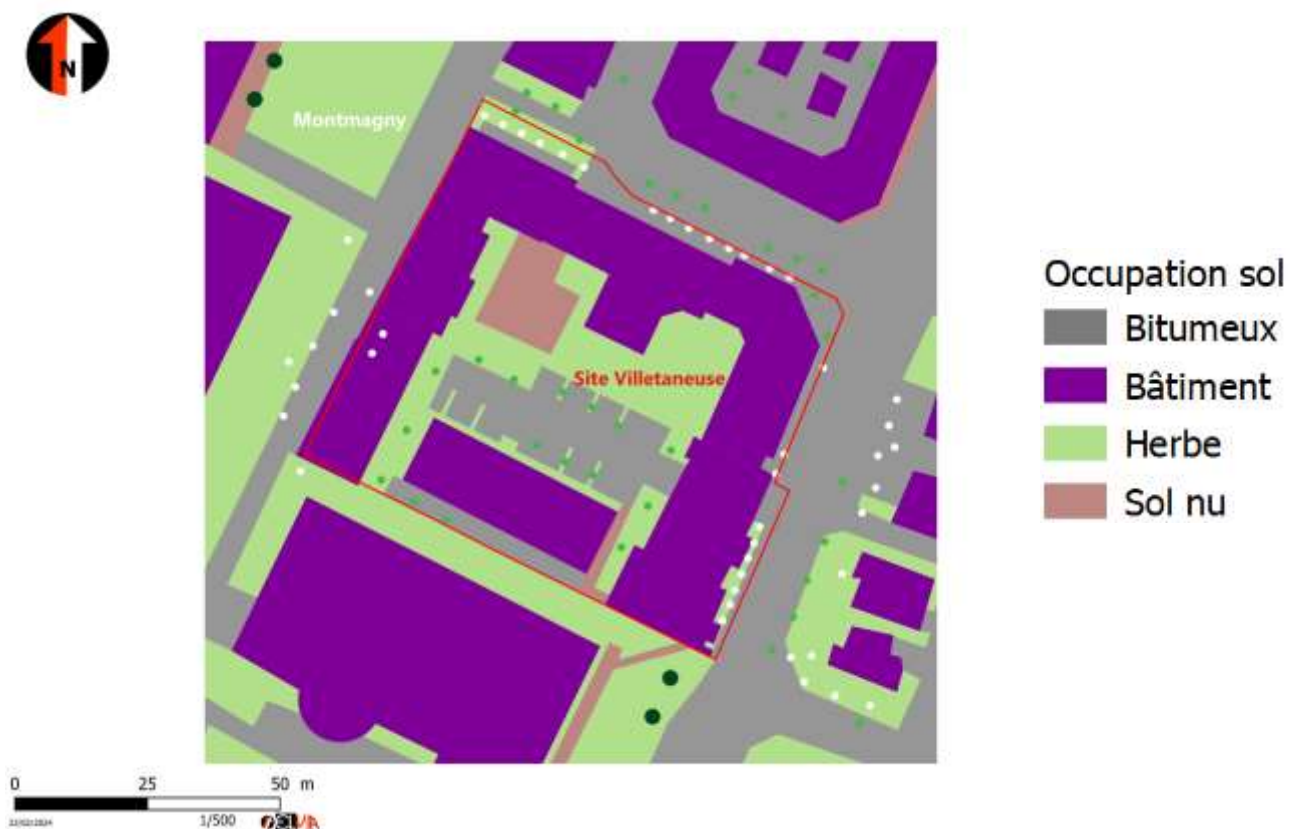 N
Montmagny
Site Villetaneuse
Occupation sol
Bitumeux
Bâtiment
Herbe
Sol nu
0 25 50 m
1/500